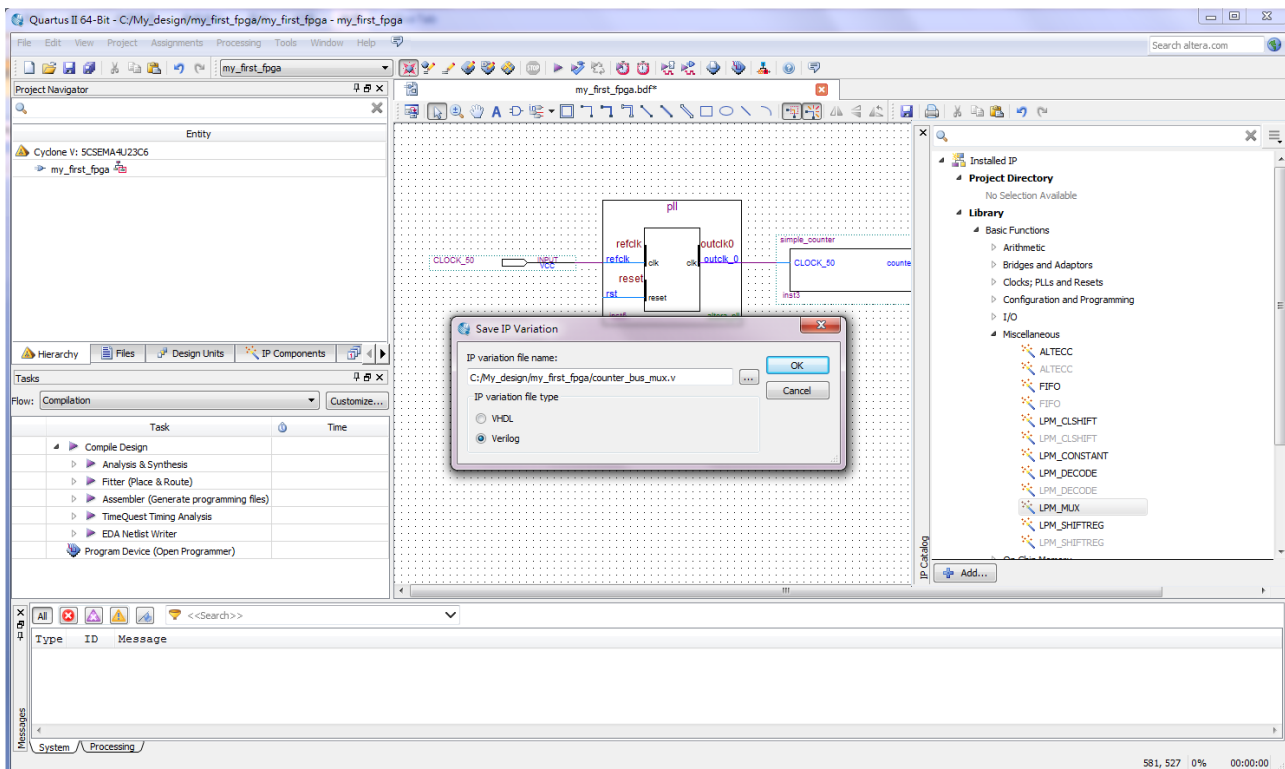 Quartus II 64-Bit - C:/My_design/my_first_fpga/my_first_fpga - my_first_fpga
File Edit View Project Assignments Processing Tools Window Help
Search altera.com
my_first_fpga
Project Navigator
my_first_fpga.bdf*
Entity
Cyclone V: 5CSEMA4U23C6
my_first_fpga
Installed IP
Project Directory
No Selection Available
Library
Basic Functions
Arithmetic
Bridges and Adaptors
Clocks; PLLs and Resets
Configuration and Programming
I/O
Miscellaneous
ALTECC
ALTECC
FIFO
FIFO
LPM_CLSHIFT
LPM_CLSHIFT
LPM_CONSTANT
LPM_DECODE
LPM_DECODE
LPM_MUX
LPM_SHIFTREG
LPM_SHIFTREG
On Chip Memory
IP Catalog
Add...
pll
refclk
outclk0
refclk
clk
clk
outclk_0
reset
rst
reset
CLOCK_50
INPUT
VCC
simple_counter
CLOCK_50
counte
inst3
Save IP Variation
IP variation file name:
C:/My_design/my_first_fpga/counter_bus_mux.v
...
OK
Cancel
IP variation file type
VHDL
Verilog
Hierarchy Files Design Units IP Components
Tasks
Flow: Compilation Customize...
Task Time
Compile Design
Analysis & Synthesis
Fitter (Place & Route)
Assembler (Generate programming files)
TimeQuest Timing Analysis
EDA Netlist Writer
Program Device (Open Programmer)
All <<Search>>
Type ID Message
Messages
System Processing
581, 527 0% 00:00:00